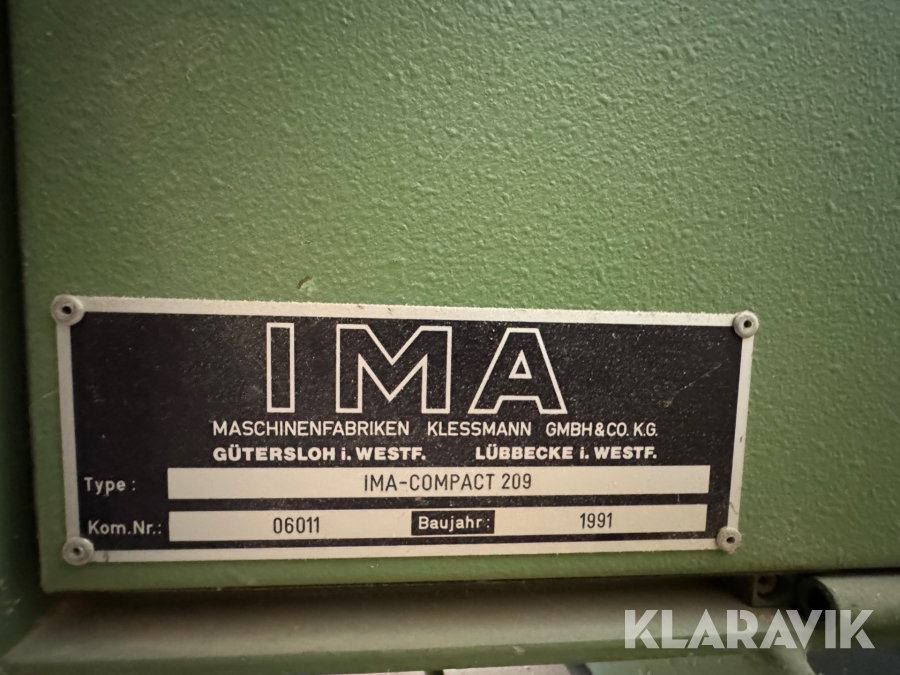 IMA
MASCHINENFABRIKEN KLESSMANN GMBH & CO. K.G.
GÜTERSLOH i. WESTF. LÜBBECKE i. WESTF.
Type: IMA-COMPACT 209
Kom.Nr.: 06011 Baujahr: 1991
KLARAVIK